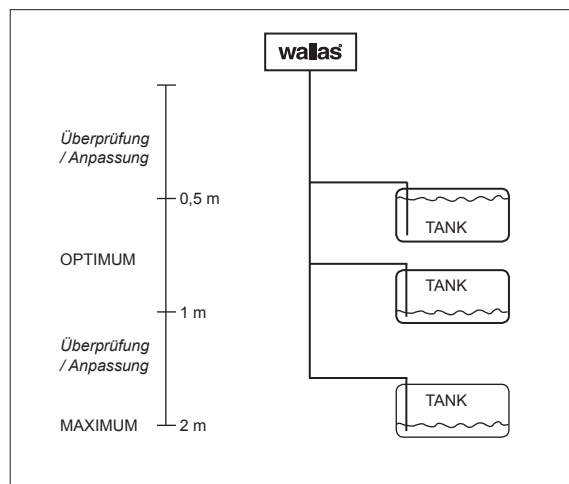 wallas
Überprüfung
/ Anpassung
0,5 m
TANK
OPTIMUM
TANK
1 m
Überprüfung
/ Anpassung
TANK
MAXIMUM
2 m